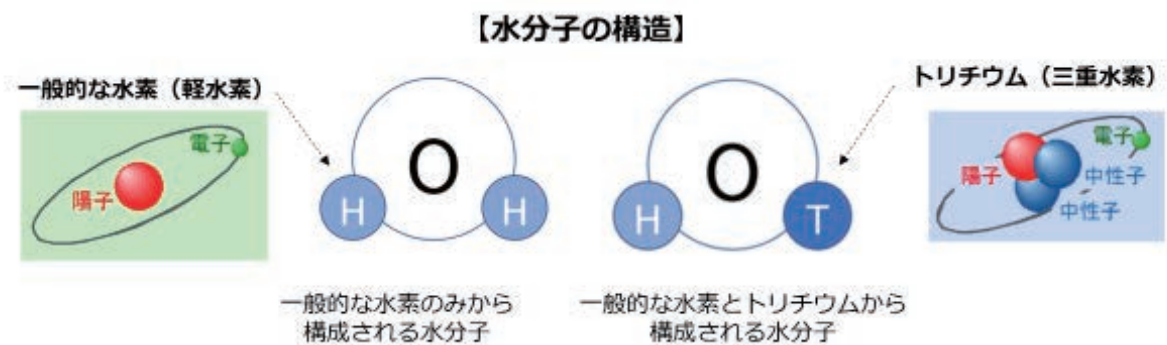 【水分子の構造】
一般的な水素（軽水素）
トリチウム（三重水素）
電子
陽子
O
H
H
O
H
T
電子
陽子
中性子
中性子
一般的な水素のみから
構成される水分子
一般的な水素とトリチウムから
構成される水分子